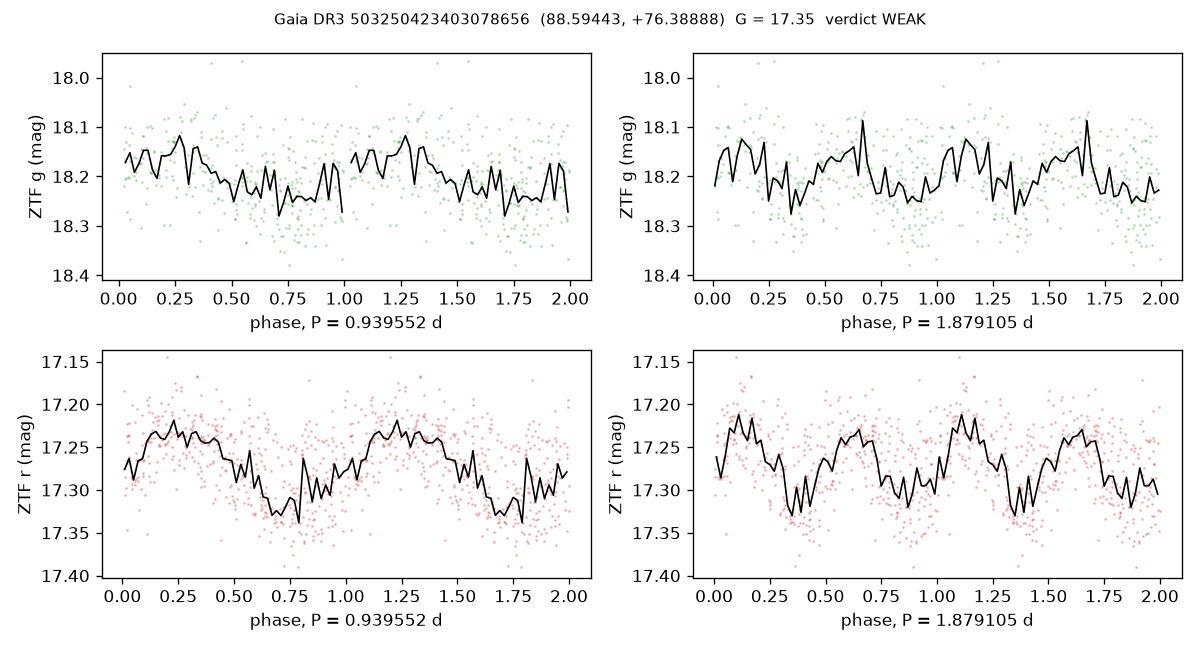 Gaia DR3 503250423403078656  (88.59443, +76.38888)  G = 17.35  verdict WEAK
ZTF g (mag)
18.0
18.1
18.2
18.3
18.4
0.00 0.25 0.50 0.75 1.00 1.25 1.50 1.75 2.00
phase, P = 0.939552 d
ZTF g (mag)
18.0
18.1
18.2
18.3
18.4
0.00 0.25 0.50 0.75 1.00 1.25 1.50 1.75 2.00
phase, P = 1.879105 d
ZTF r (mag)
17.15
17.20
17.25
17.30
17.35
17.40
0.00 0.25 0.50 0.75 1.00 1.25 1.50 1.75 2.00
phase, P = 0.939552 d
ZTF r (mag)
17.15
17.20
17.25
17.30
17.35
17.40
0.00 0.25 0.50 0.75 1.00 1.25 1.50 1.75 2.00
phase, P = 1.879105 d